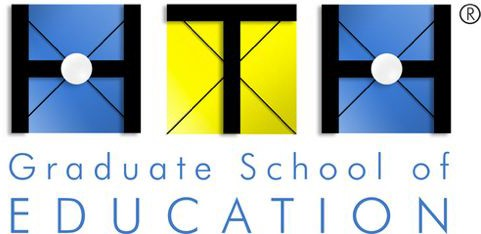 HTH®
Graduate School of
EDUCATION